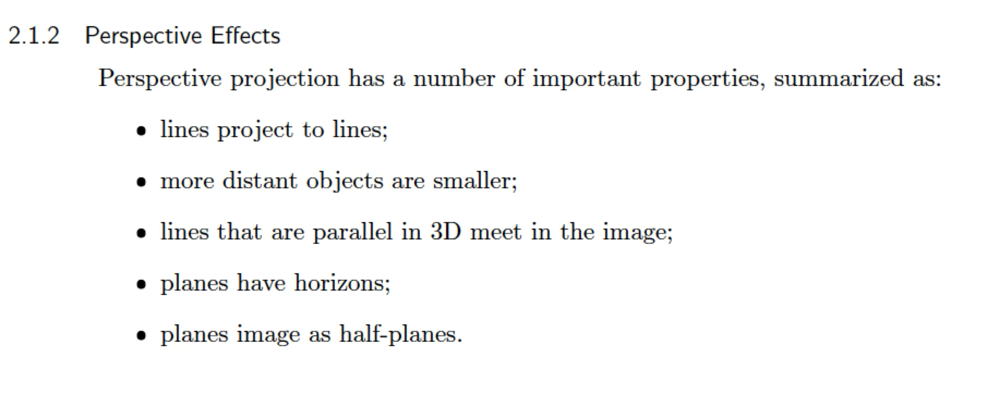 2.1.2 Perspective Effects
Perspective projection has a number of important properties, summarized as:
• lines project to lines;
• more distant objects are smaller;
• lines that are parallel in 3D meet in the image;
• planes have horizons;
• planes image as half-planes.